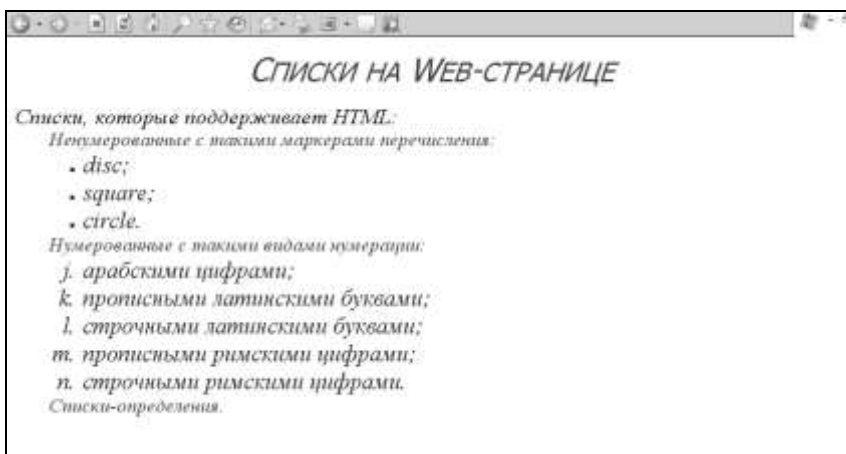 Списки на Web-странице
Списки, которые поддерживает HTML:
Ненумерованные с такими маркерами перечисления:
disc;
square;
circle.
Нумерованные с такими видами нумерации:
j. арабскими цифрами;
k. прописными латинскими буквами;
l. строчными латинскими буквами;
m. прописными римскими цифрами;
n. строчными римскими цифрами.
Списки-определения.